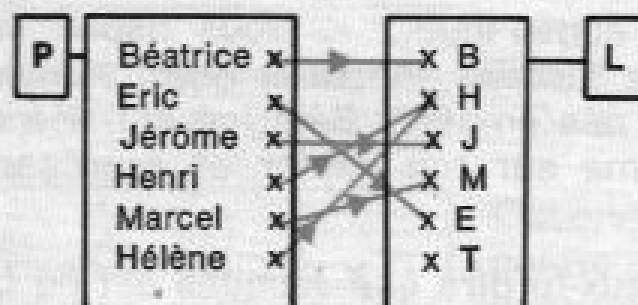 P Béatrice x x B L
Eric x x H
Jérôme x x J
Henri x x M
Marcel x x E
Hélène x x T